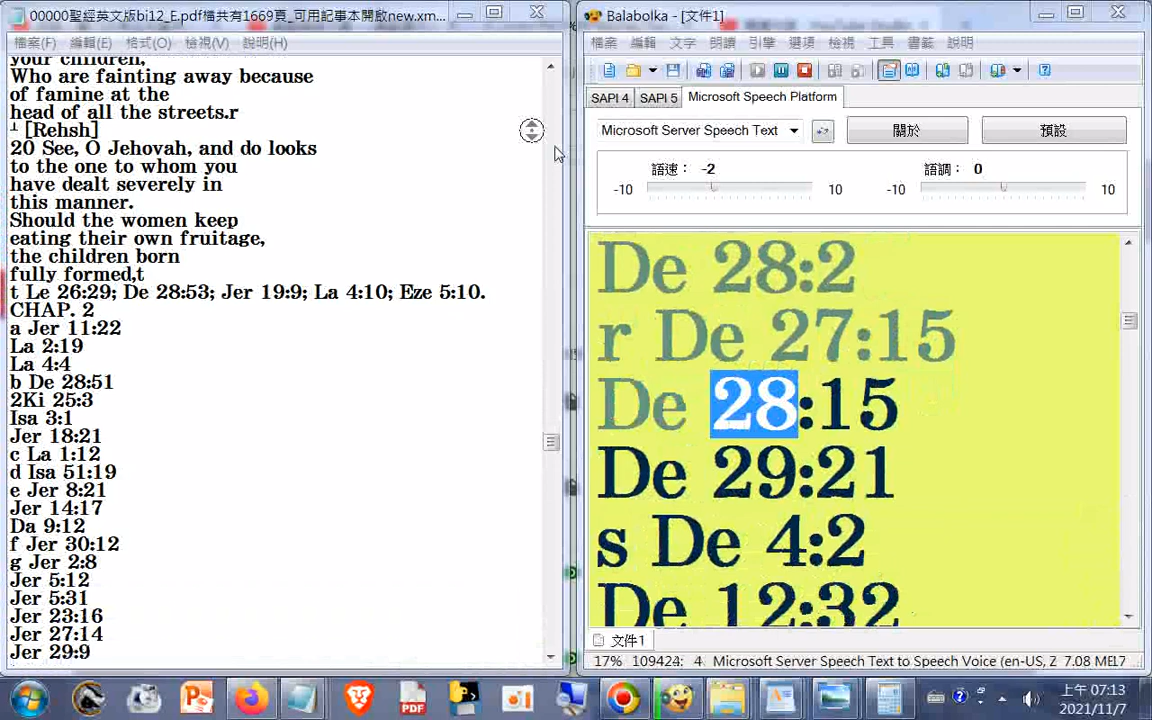 00000聖經英文版bi12_E.pdf檔共有1669頁_可用記事本開啟new.xm...
檔案(F) 編輯(E) 格式(O) 檢視(V) 說明(H)
your children,
Who are fainting away because
of famine at the
head of all the streets.r
┴ [Rehsh]
20 See, O Jehovah, and do looks
to the one to whom you
have dealt severely in
this manner.
Should the women keep
eating their own fruitage,
the children born
fully formed,t
t Le 26:29; De 28:53; Jer 19:9; La 4:10; Eze 5:10.
CHAP. 2
a Jer 11:22
La 2:19
La 4:4
b De 28:51
2Ki 25:3
Isa 3:1
Jer 18:21
c La 1:12
d Isa 51:19
e Jer 8:21
Jer 14:17
Da 9:12
f Jer 30:12
g Jer 2:8
Jer 5:12
Jer 5:31
Jer 23:16
Jer 27:14
Jer 29:9
Balabolka - [文件1]
檔案 編輯 文字 朗讀 引擎 選項 檢視 工具 書籤 說明
SAPI 4 SAPI 5 Microsoft Speech Platform
Microsoft Server Speech Text 關於 預設
語速： -2 語調： 0
-10 10 -10 10
De 28:2
r De 27:15
De 28:15
De 29:21
s De 4:2
De 12:32
文件1
17% 109424: 4 Microsoft Server Speech Text to Speech Voice (en-US, Z 7.08 ME17
上午 07:13
2021/11/7